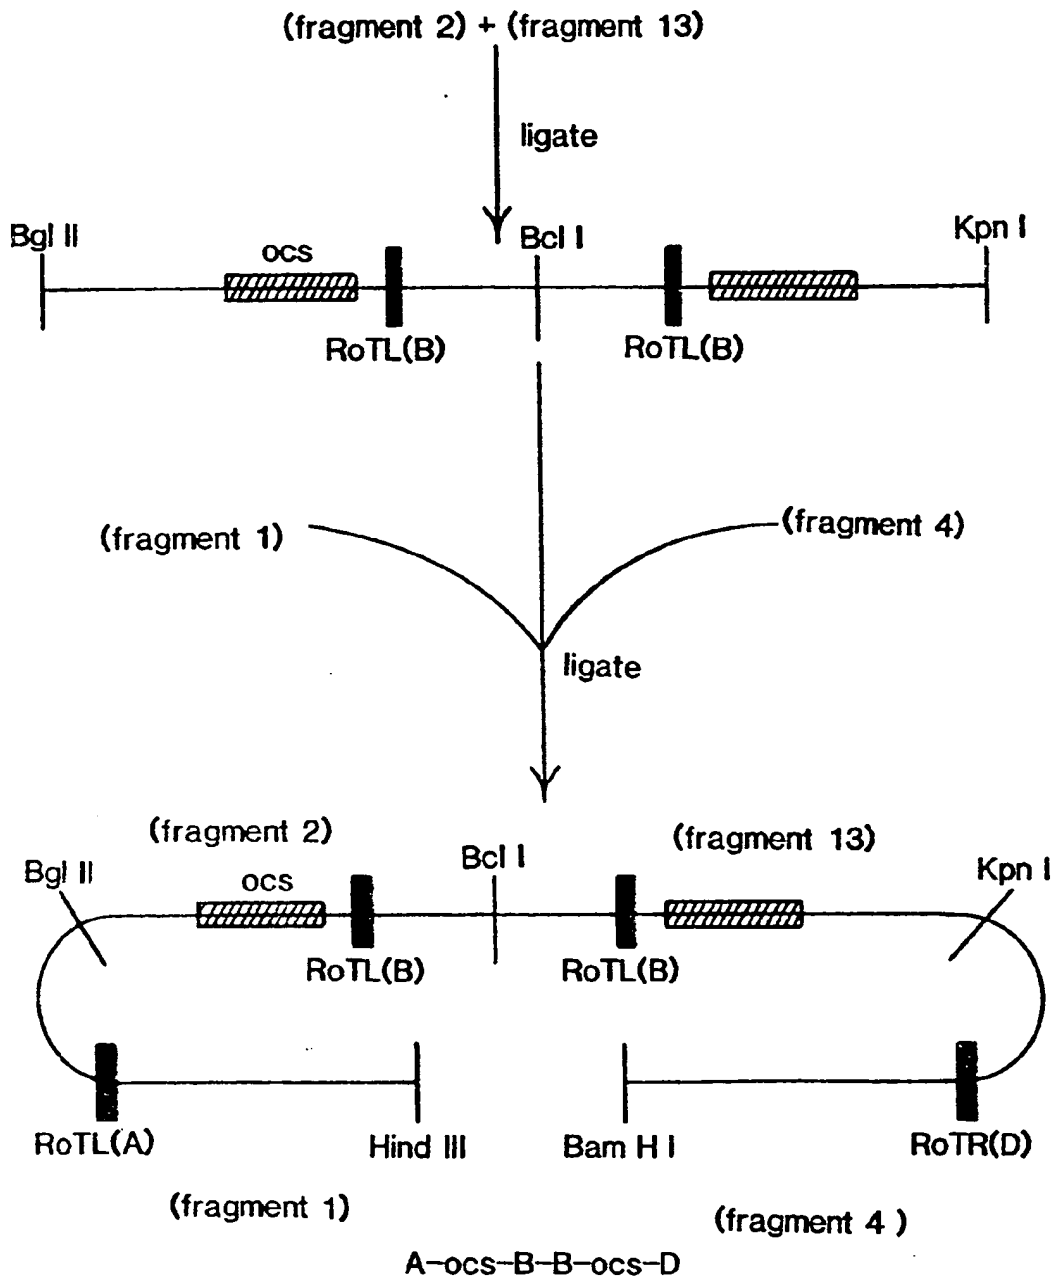 (fragment 2) + (fragment 13)
ligate
Bgl II
ocs
Bcl I
Kpn I
RoTL(B)
RoTL(B)
(fragment 1)
(fragment 4)
ligate
(fragment 2)
(fragment 13)
Bgl II
ocs
Bcl I
Kpn I
RoTL(B)
RoTL(B)
RoTL(A)
Hind III
Bam H I
RoTR(D)
(fragment 1)
(fragment 4 )
A-ocs-B-B-ocs-D